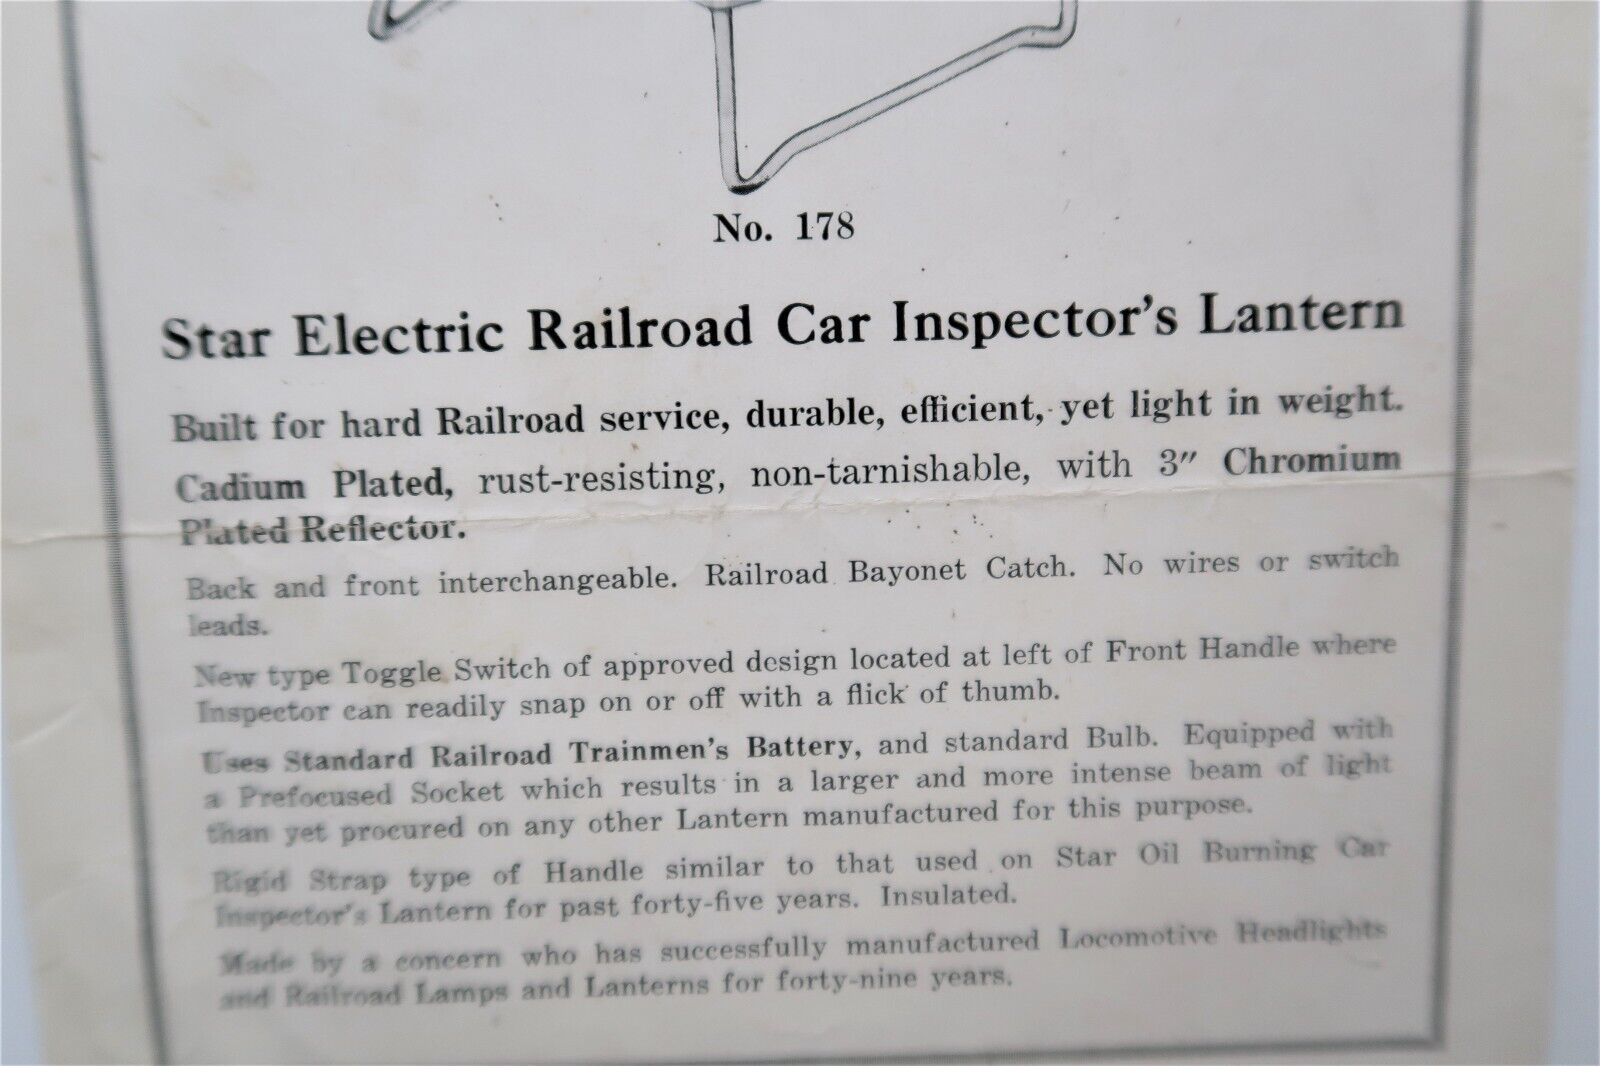 No. 178
Star Electric Railroad Car Inspector's Lantern
Built for hard Railroad service, durable, efficient, yet light in weight.
Cadium Plated, rust-resisting, non-tarnishable, with 3″ Chromium
Plated Reflector.
Back and front interchangeable. Railroad Bayonet Catch. No wires or switch
leads.
New type Toggle Switch of approved design located at left of Front Handle where
Inspector can readily snap on or off with a flick of thumb.
Uses Standard Railroad Trainmen's Battery, and standard Bulb. Equipped with
a Prefocused Socket which results in a larger and more intense beam of light
than yet procured on any other Lantern manufactured for this purpose.
Rigid Strap type of Handle similar to that used on Star Oil Burning Car
Inspector's Lantern for past forty-five years. Insulated.
Made by a concern who has successfully manufactured Locomotive Headlights
and Railroad Lamps and Lanterns for forty-nine years.